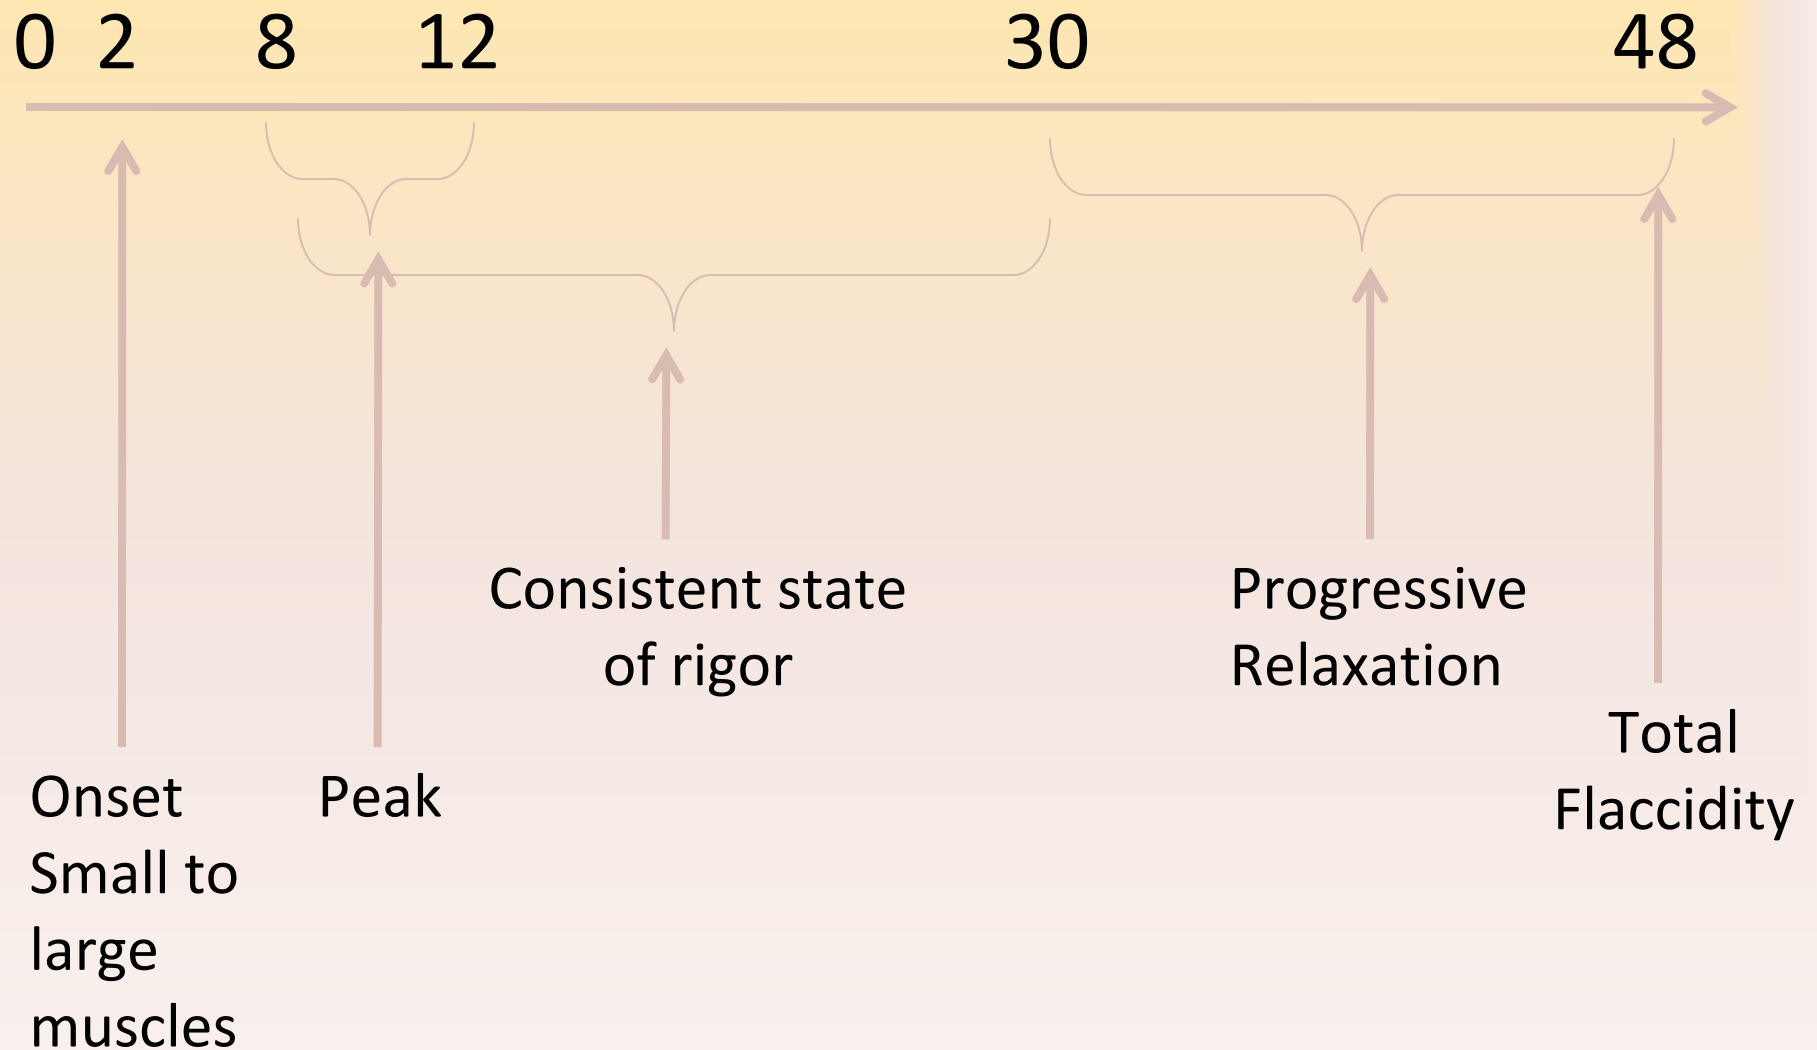 0 2 8 12 30 48
Onset
Small to
large
muscles
Peak
Consistent state
of rigor
Progressive
Relaxation
Total
Flaccidity